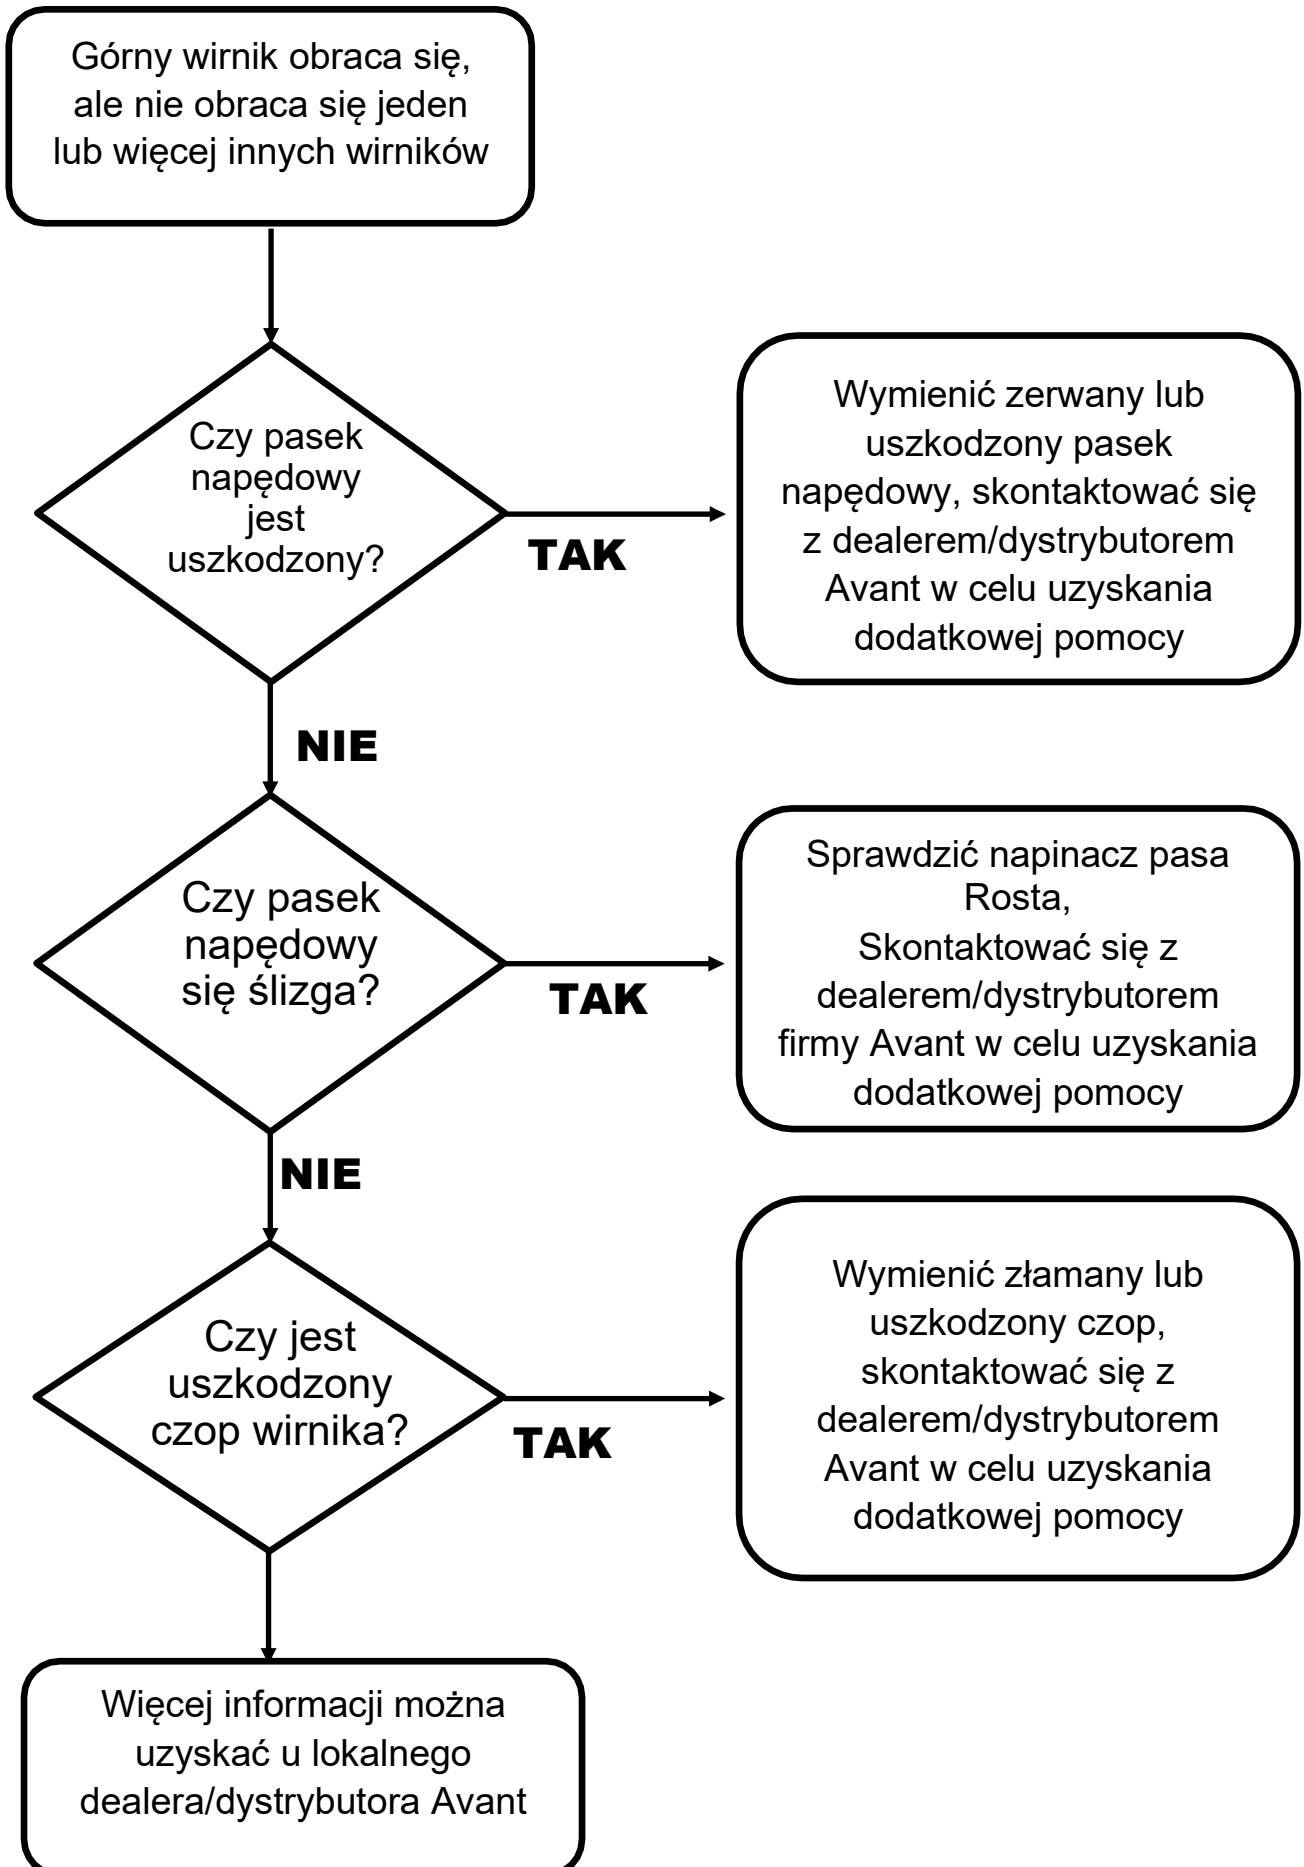 Górny wirnik obraca się,
ale nie obraca się jeden
lub więcej innych wirników
Czy pasek
napędowy
jest
uszkodzony?
TAK
Wymienić zerwany lub
uszkodzony pasek
napędowy, skontaktować się
z dealerem/dystrybutorem
Avant w celu uzyskania
dodatkowej pomocy
NIE
Czy pasek
napędowy
się ślizga?
TAK
Sprawdzić napinacz pasa
Rosta,
Skontaktować się z
dealerem/dystrybutorem
firmy Avant w celu uzyskania
dodatkowej pomocy
NIE
Czy jest
uszkodzony
czop wirnika?
TAK
Wymienić złamany lub
uszkodzony czop,
skontaktować się z
dealerem/dystrybutorem
Avant w celu uzyskania
dodatkowej pomocy
Więcej informacji można
uzyskać u lokalnego
dealera/dystrybutora Avant